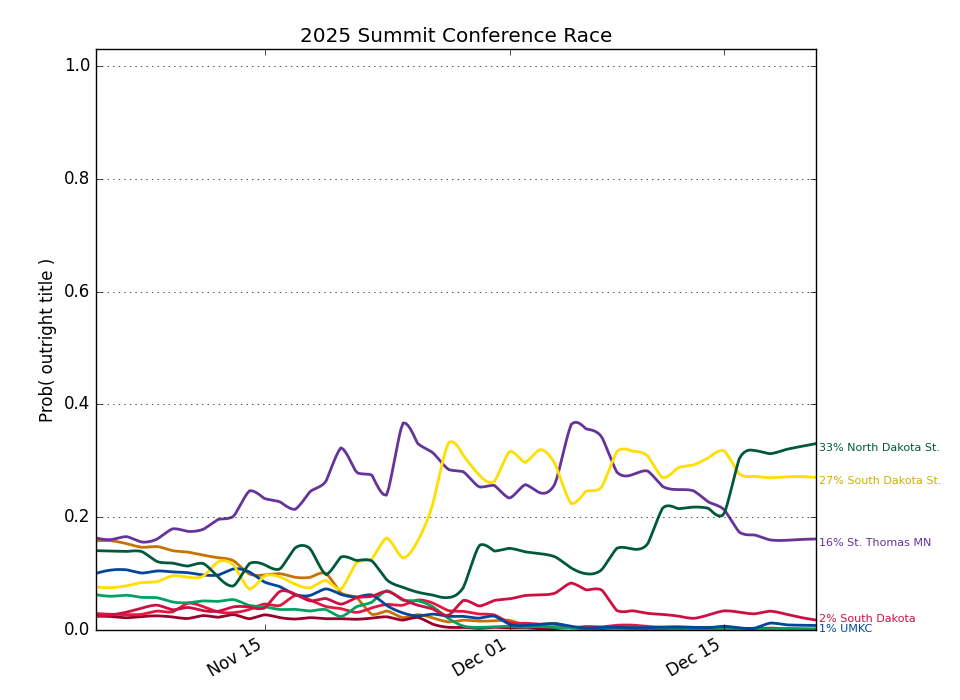 2025 Summit Conference Race
Prob( outright title )
1.0
0.8
0.6
0.4
0.2
0.0
Nov 15
Dec 01
Dec 15
33% North Dakota St.
27% South Dakota St.
16% St. Thomas MN
2% South Dakota
1% UMKC